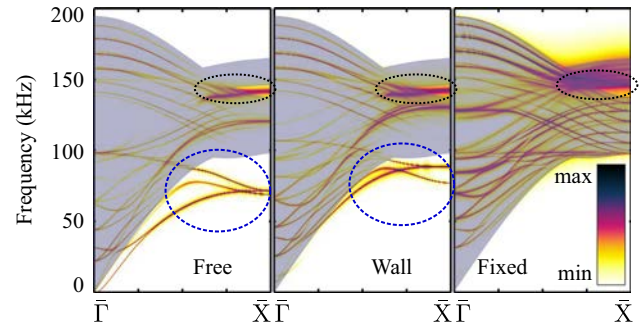 200
150
100
50
0
Frequency (kHz)
Free
Wall
Fixed
max
min
Γ̄
X̄ Γ̄
X̄ Γ̄
X̄